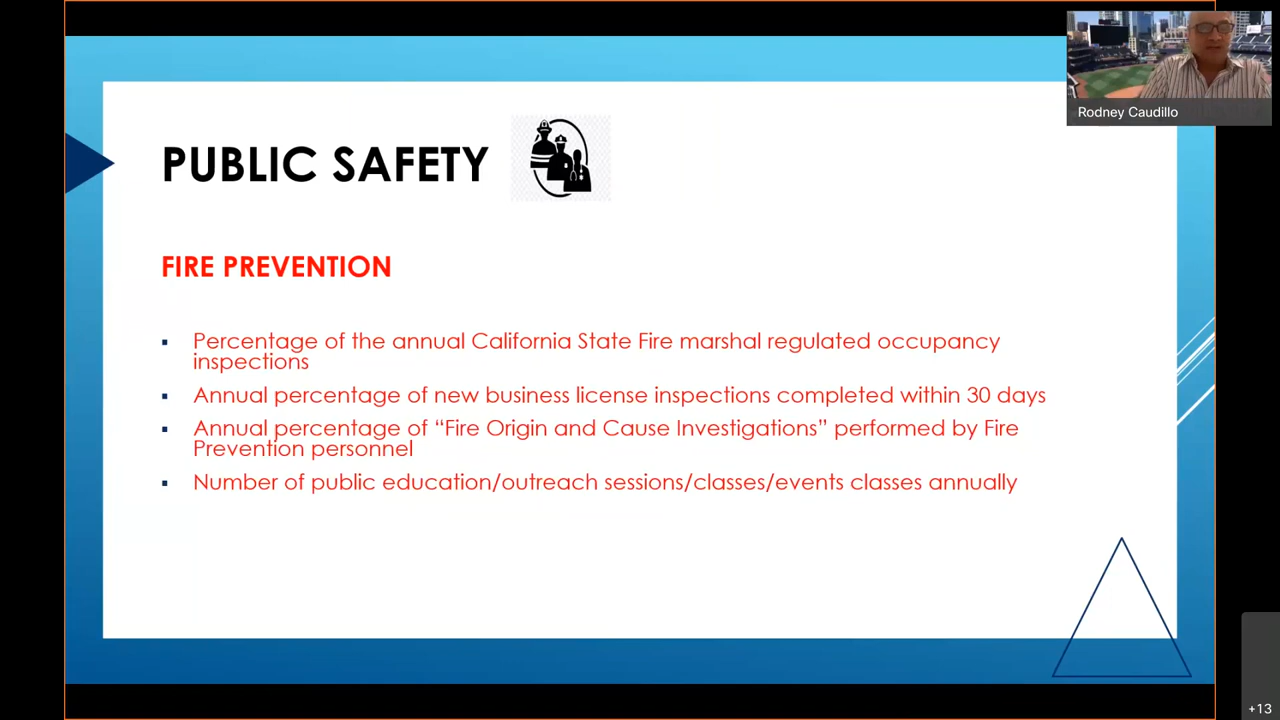 Rodney Caudillo
PUBLIC SAFETY
FIRE PREVENTION
▪ Percentage of the annual California State Fire marshal regulated occupancy
inspections
▪ Annual percentage of new business license inspections completed within 30 days
▪ Annual percentage of “Fire Origin and Cause Investigations” performed by Fire
Prevention personnel
▪ Number of public education/outreach sessions/classes/events classes annually
+13